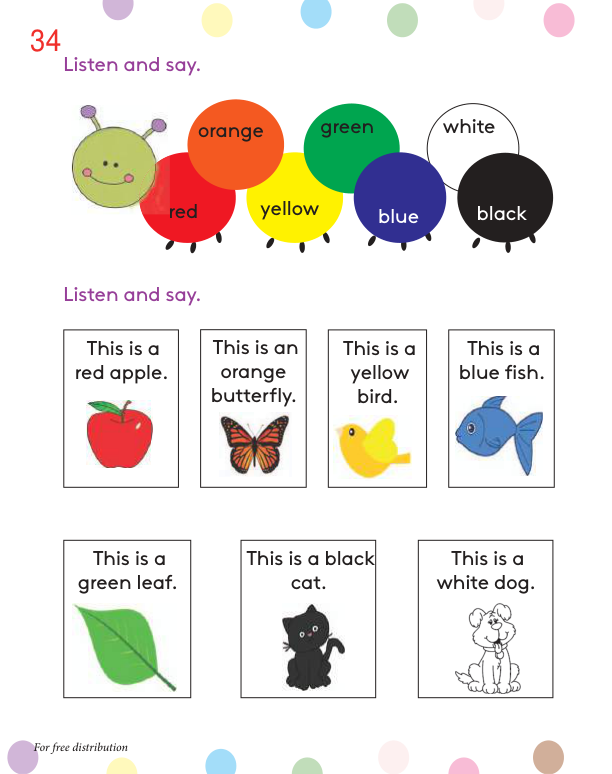 34
Listen and say.
orange
green
white
red
yellow
blue
black
Listen and say.
This is a
red apple.
This is an
orange
butterfly.
This is a
yellow
bird.
This is a
blue fish.
This is a
green leaf.
This is a black
cat.
This is a
white dog.
For free distribution